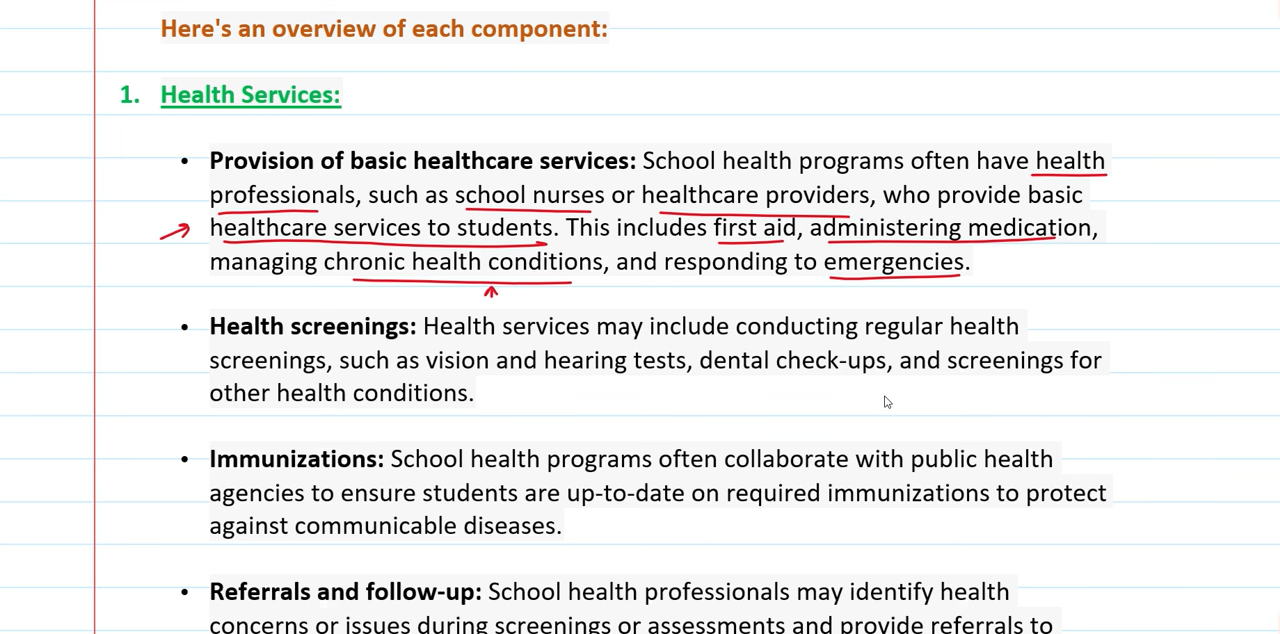 Here's an overview of each component:
1. Health Services:
• Provision of basic healthcare services: School health programs often have health
professionals, such as school nurses or healthcare providers, who provide basic
healthcare services to students. This includes first aid, administering medication,
managing chronic health conditions, and responding to emergencies.
• Health screenings: Health services may include conducting regular health
screenings, such as vision and hearing tests, dental check-ups, and screenings for
other health conditions.
• Immunizations: School health programs often collaborate with public health
agencies to ensure students are up-to-date on required immunizations to protect
against communicable diseases.
• Referrals and follow-up: School health professionals may identify health
concerns or issues during screenings or assessments and provide referrals to